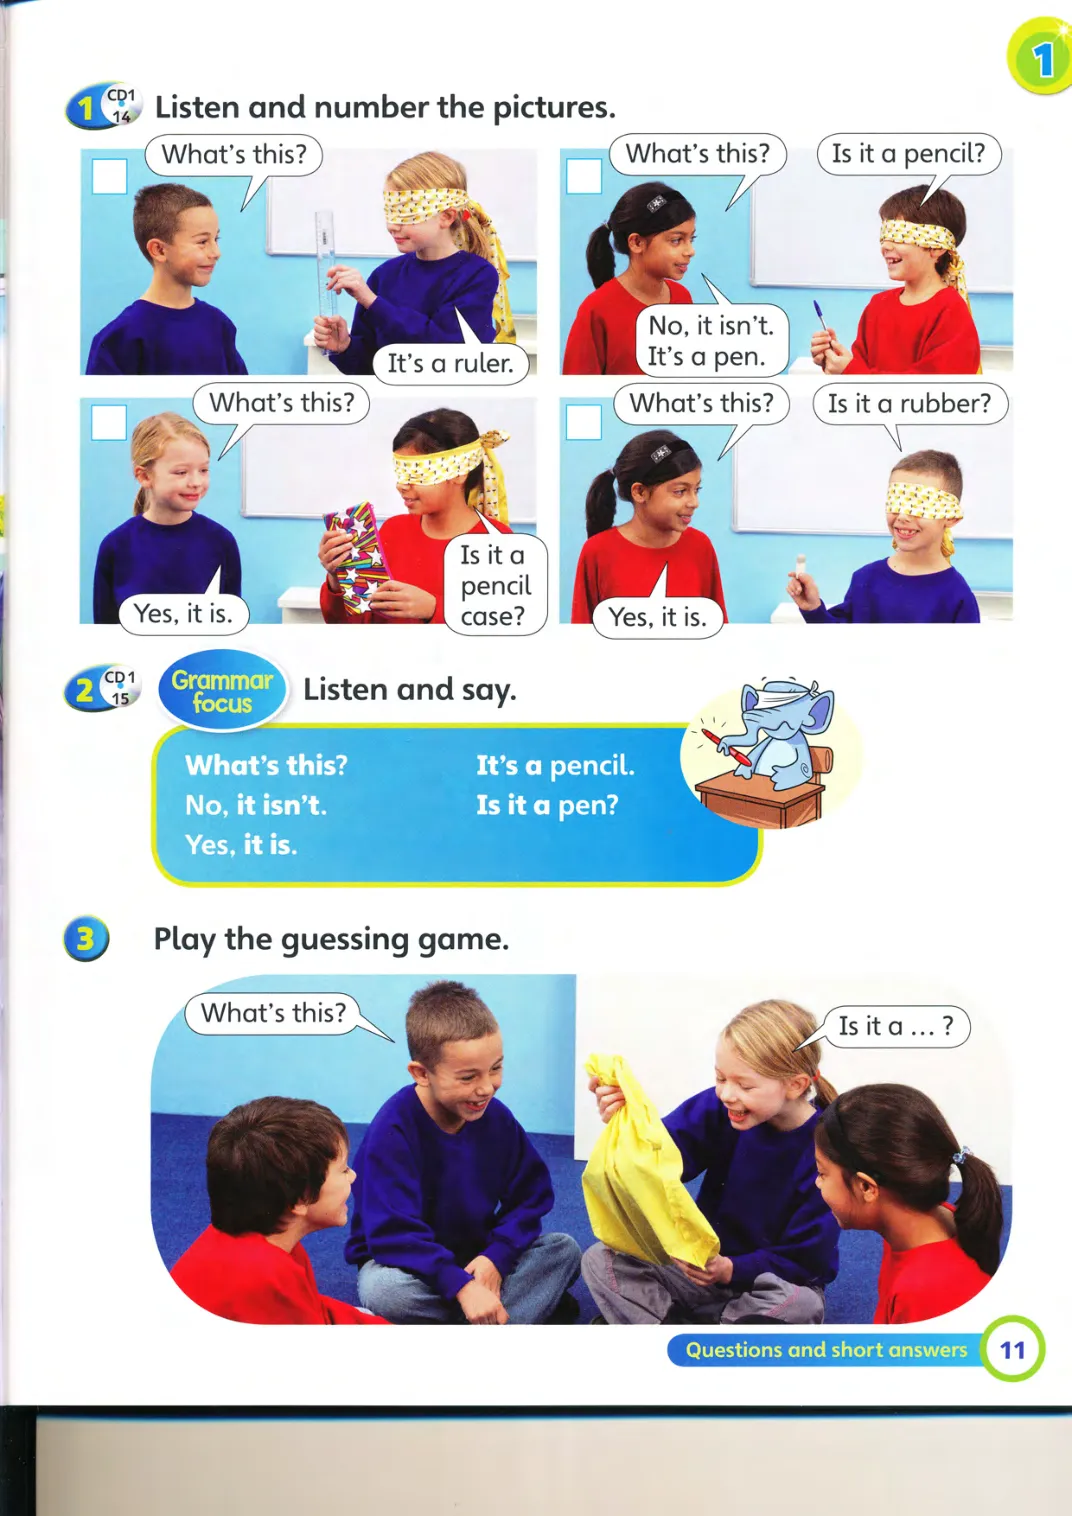 1
1 CD1 14 Listen and number the pictures.
What's this?
It's a ruler.
What's this?
Is it a pencil?
No, it isn't.
It's a pen.
What's this?
Is it a
pencil
case?
Yes, it is.
What's this?
Is it a rubber?
Yes, it is.
2 CD1 15 Grammar focus Listen and say.
What's this? It's a pencil.
No, it isn't. Is it a pen?
Yes, it is.
3 Play the guessing game.
What's this?
Is it a ... ?
Questions and short answers 11